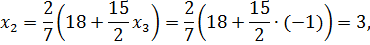 x₂ = 2/7(18 + 15/2 x₃) = 2/7(18 + 15/2 · (−1)) = 3,